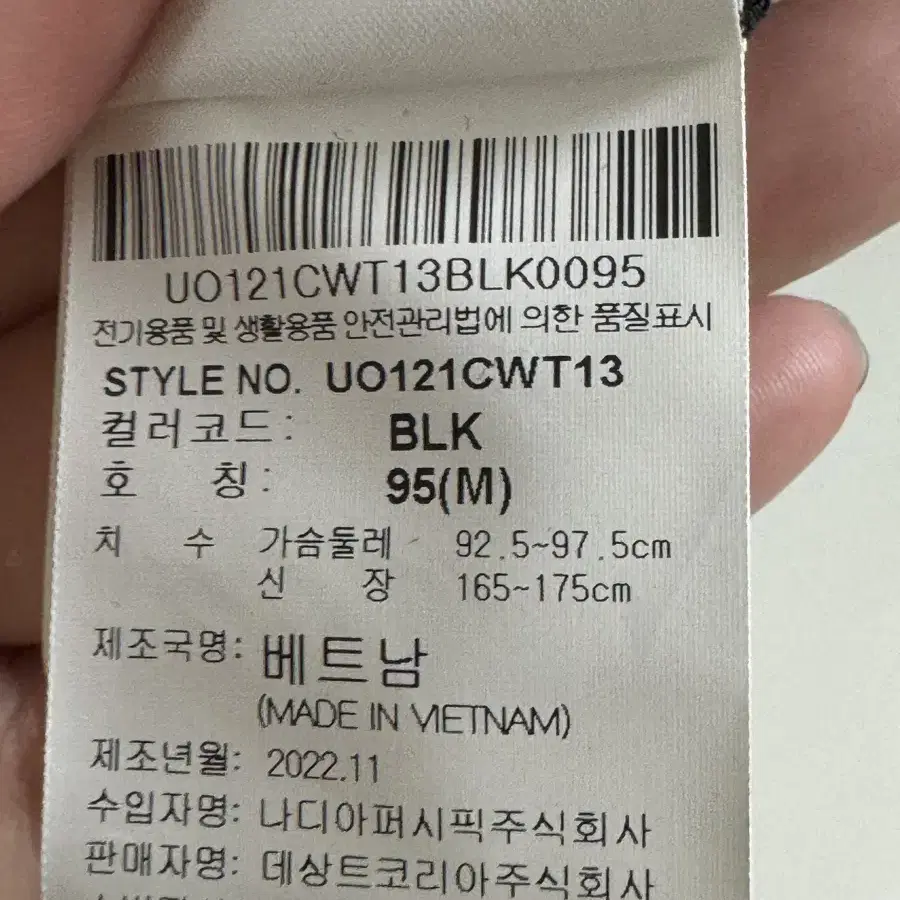 UO121CWT13BLK0095
전기용품 및 생활용품 안전관리법에 의한 품질표시
STYLE NO. UO121CWT13
컬러코드: BLK
호 칭: 95(M)
치 수 가슴둘레 92.5~97.5cm
신 장 165~175cm
제조국명: 베트남
(MADE IN VIETNAM)
제조년월: 2022.11
수입자명: 나디아퍼시픽주식회사
판매자명: 데상트코리아주식회사